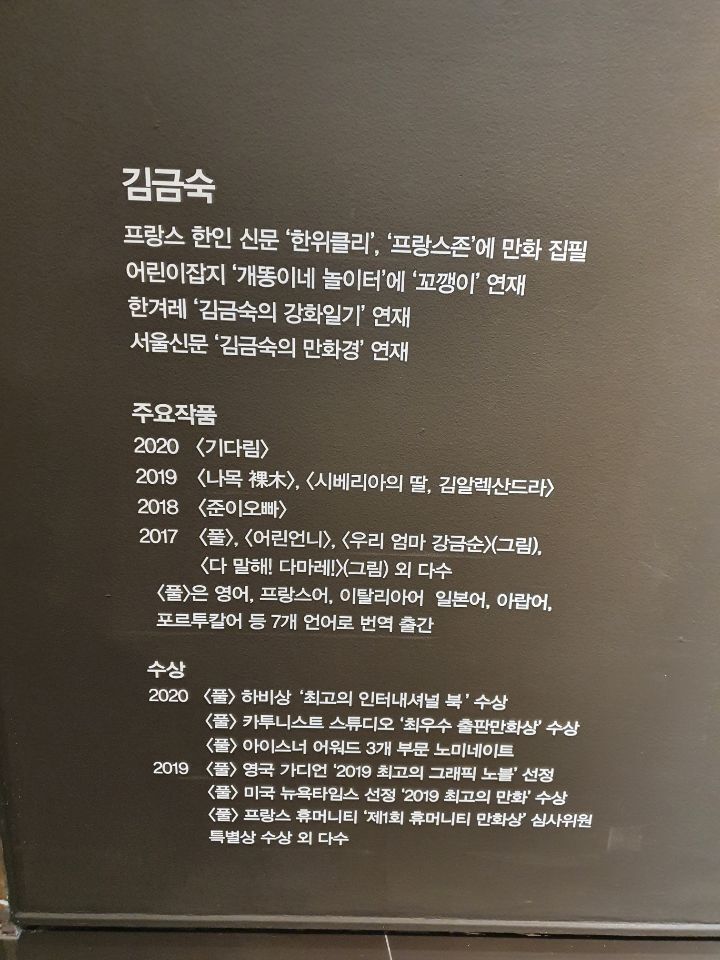 김금숙
프랑스 한인 신문 ‘한위클리’, ‘프랑스존’에 만화 집필
어린이잡지 ‘개똥이네 놀이터’에 ‘꼬깽이’ 연재
한겨레 ‘김금숙의 강화일기’ 연재
서울신문 ‘김금숙의 만화경’ 연재
주요작품
2020 〈기다림〉
2019 〈나목 裸木〉, 〈시베리아의 딸, 김알렉산드라〉
2018 〈준이오빠〉
2017 〈풀〉, 〈어린언니〉, 〈우리 엄마 강금순〉(그림),
〈다 말해! 다마레!〉(그림) 외 다수
〈풀〉은 영어, 프랑스어, 이탈리아어 일본어, 아랍어,
포르투칼어 등 7개 언어로 번역 출간
수상
2020 〈풀〉 하비상 ‘최고의 인터내셔널 북’ 수상
〈풀〉 카투니스트 스튜디오 ‘최우수 출판만화상’ 수상
〈풀〉 아이스너 어워드 3개 부문 노미네이트
2019 〈풀〉 영국 가디언 ‘2019 최고의 그래픽 노블’ 선정
〈풀〉 미국 뉴욕타임스 선정 ‘2019 최고의 만화’ 수상
〈풀〉 프랑스 휴머니티 ‘제1회 휴머니티 만화상’ 심사위원
특별상 수상 외 다수